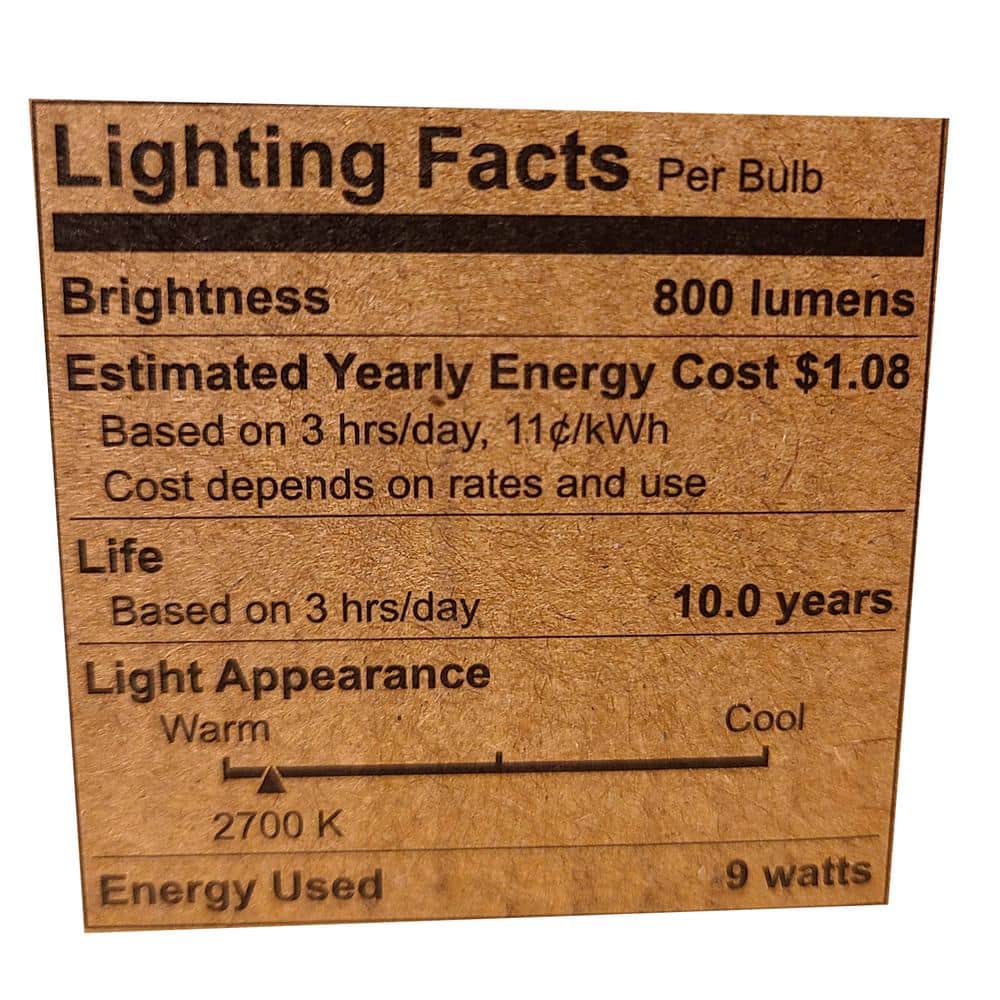 Lighting Facts Per Bulb
Brightness 800 lumens
Estimated Yearly Energy Cost $1.08
Based on 3 hrs/day, 11¢/kWh
Cost depends on rates and use
Life
Based on 3 hrs/day 10.0 years
Light Appearance
Warm Cool
2700 K
Energy Used 9 watts